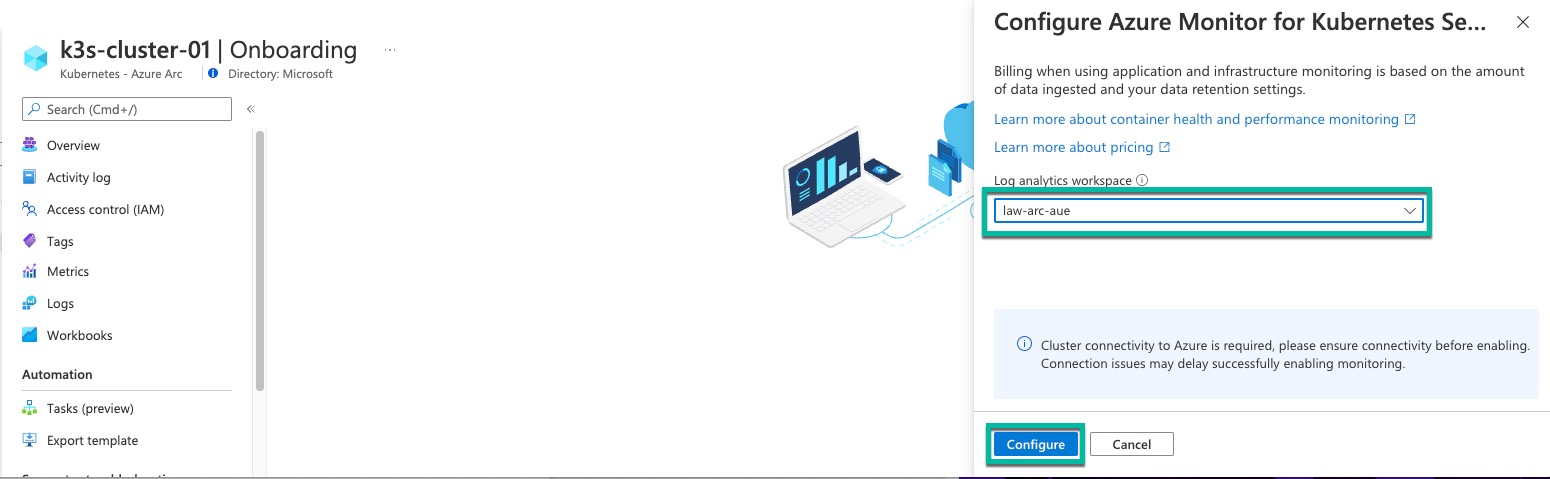 k3s-cluster-01 | Onboarding ...
Kubernetes - Azure Arc
Directory: Microsoft
Search (Cmd+/)
Overview
Activity log
Access control (IAM)
Tags
Metrics
Logs
Workbooks
Automation
Tasks (preview)
Export template
Configure Azure Monitor for Kubernetes Se...
Billing when using application and infrastructure monitoring is based on the amount
of data ingested and your data retention settings.
Learn more about container health and performance monitoring
Learn more about pricing
Log analytics workspace
law-arc-aue
Cluster connectivity to Azure is required, please ensure connectivity before enabling.
Connection issues may delay successfully enabling monitoring.
Configure
Cancel